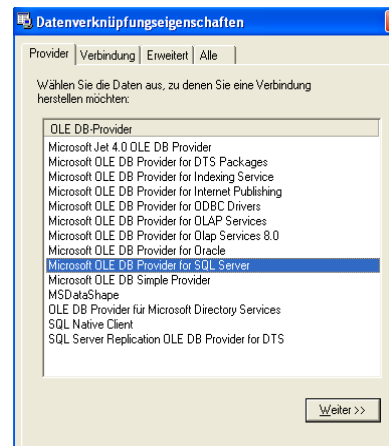 Datenverknüpfungseigenschaften
Provider Verbindung Erweitert Alle
Wählen Sie die Daten aus, zu denen Sie eine Verbindung
herstellen möchten:
OLE DB-Provider
Microsoft Jet 4.0 OLE DB Provider
Microsoft OLE DB Provider for DTS Packages
Microsoft OLE DB Provider for Indexing Service
Microsoft OLE DB Provider for Internet Publishing
Microsoft OLE DB Provider for ODBC Drivers
Microsoft OLE DB Provider for OLAP Services
Microsoft OLE DB Provider for Olap Services 8.0
Microsoft OLE DB Provider for Oracle
Microsoft OLE DB Provider for SQL Server
Microsoft OLE DB Simple Provider
MSDataShape
OLE DB Provider für Microsoft Directory Services
SQL Native Client
SQL Server Replication OLE DB Provider for DTS
Weiter >>